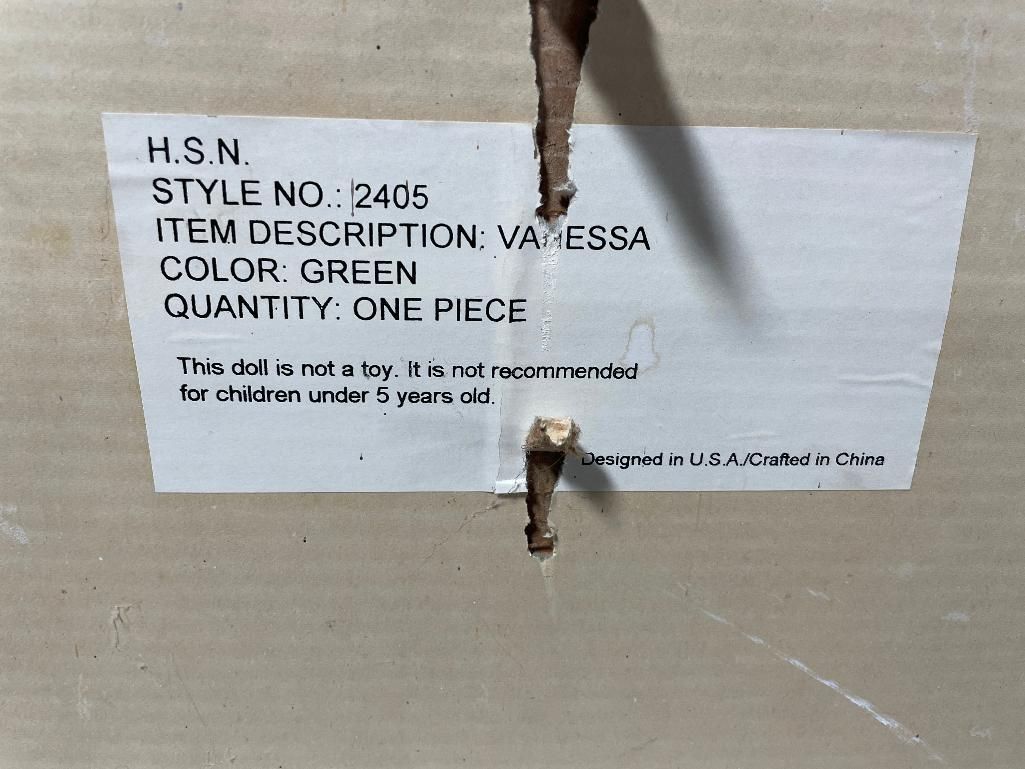 H.S.N.
STYLE NO.: 2405
ITEM DESCRIPTION: VANESSA
COLOR: GREEN
QUANTITY: ONE PIECE
This doll is not a toy. It is not recommended
for children under 5 years old.
Designed in U.S.A./Crafted in China